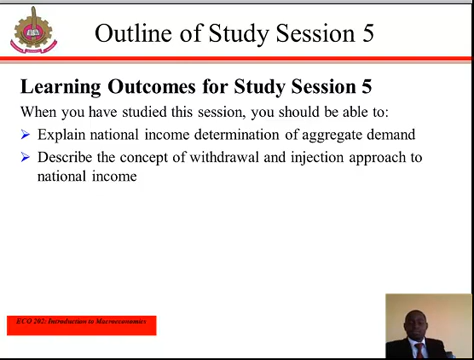 Outline of Study Session 5
Learning Outcomes for Study Session 5
When you have studied this session, you should be able to:
Explain national income determination of aggregate demand
Describe the concept of withdrawal and injection approach to
national income
ECO 202: Introduction to Macroeconomics